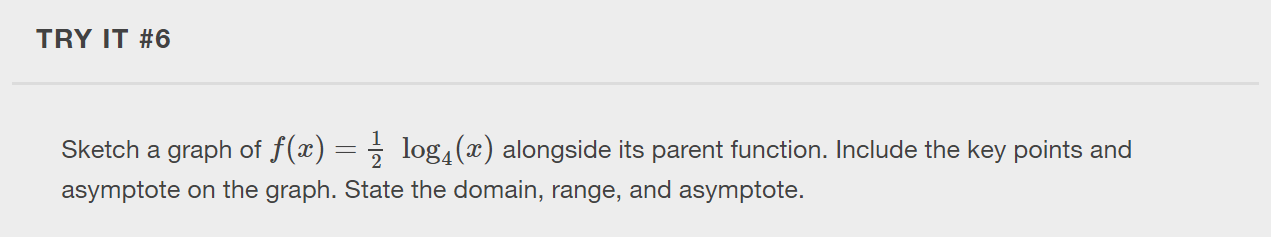 TRY IT #6
Sketch a graph of f(x) = 1/2 log₄(x) alongside its parent function. Include the key points and
asymptote on the graph. State the domain, range, and asymptote.